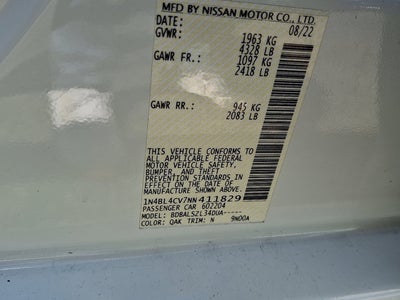 MFD BY NISSAN MOTOR CO., LTD.
DATE: 08/22
GVWR: 1963 KG
4328 LB
GAWR FR.: 1097 KG
2418 LB
GAWR RR.: 945 KG
2083 LB
THIS VEHICLE CONFORMS TO ALL
APPLICABLE FEDERAL MOTOR
VEHICLE SAFETY,
BUMPER, AND THEFT
PREVENTION STANDARDS IN
EFFECT ON THE DATE OF
MANUFACTURE SHOWN ABOVE.
1N4BL4CV7NN411829
PASSENGER CAR 602204
MODEL: BDBALSZL34DUA-----
COLOR: QAK TRIM: N 9N00A